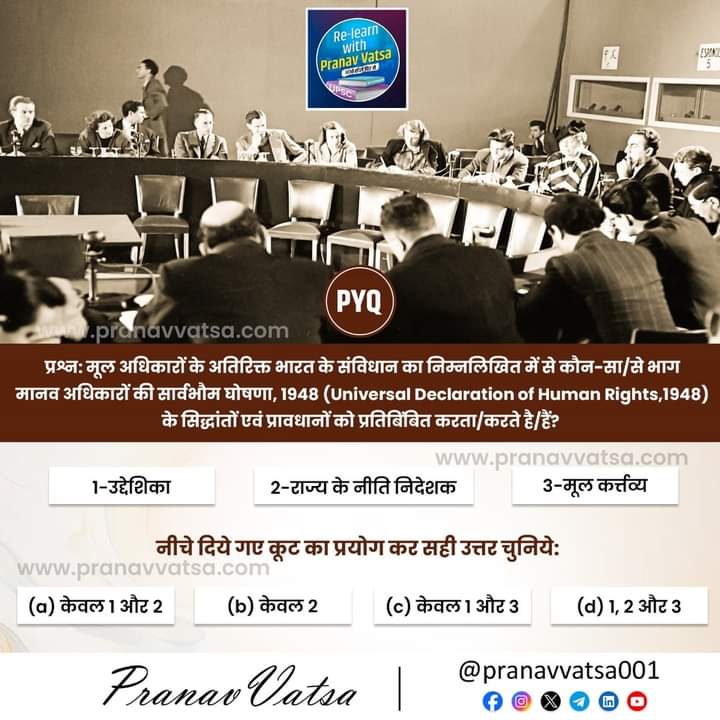 Re-learn
with
Pranav Vatsa
UPSC
ESPANOL
5
PYQ
www.pranavvatsa.com
प्रश्न: मूल अधिकारों के अतिरिक्त भारत के संविधान का निम्नलिखित में से कौन-सा/से भाग
मानव अधिकारों की सार्वभौम घोषणा, 1948 (Universal Declaration of Human Rights,1948)
के सिद्धांतों एवं प्रावधानों को प्रतिबिंबित करता/करते है/हैं?
www.pranavvatsa.com
1-उद्देशिका
2-राज्य के नीति निदेशक
3-मूल कर्त्तव्य
नीचे दिये गए कूट का प्रयोग कर सही उत्तर चुनिये:
www.pranavvatsa.com
(a) केवल 1 और 2
(b) केवल 2
(c) केवल 1 और 3
(d) 1, 2 और 3
Pranav Vatsa
@pranavvatsa001